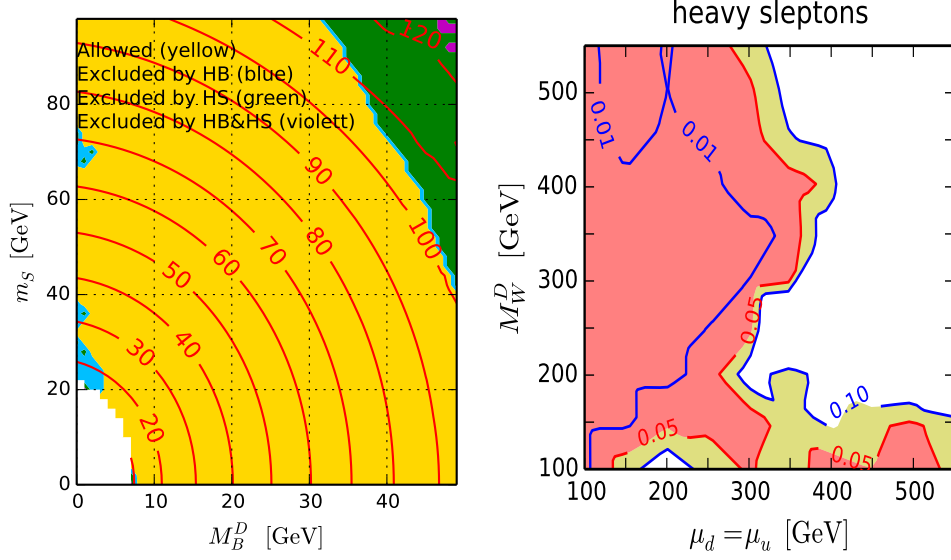 heavy sleptons
Allowed (yellow)
Excluded by HB (blue)
Excluded by HS (green)
Excluded by HB&HS (violett)
120
110
100
90
80
70
60
50
40
30
20
80
60
40
20
0
m_S [GeV]
0 10 20 30 40
M_B^D [GeV]
500
400
300
200
100
M_W^D [GeV]
0.01
0.01
0.05
0.05
0.05
0.10
100 200 300 400 500
μ_d=μ_u [GeV]